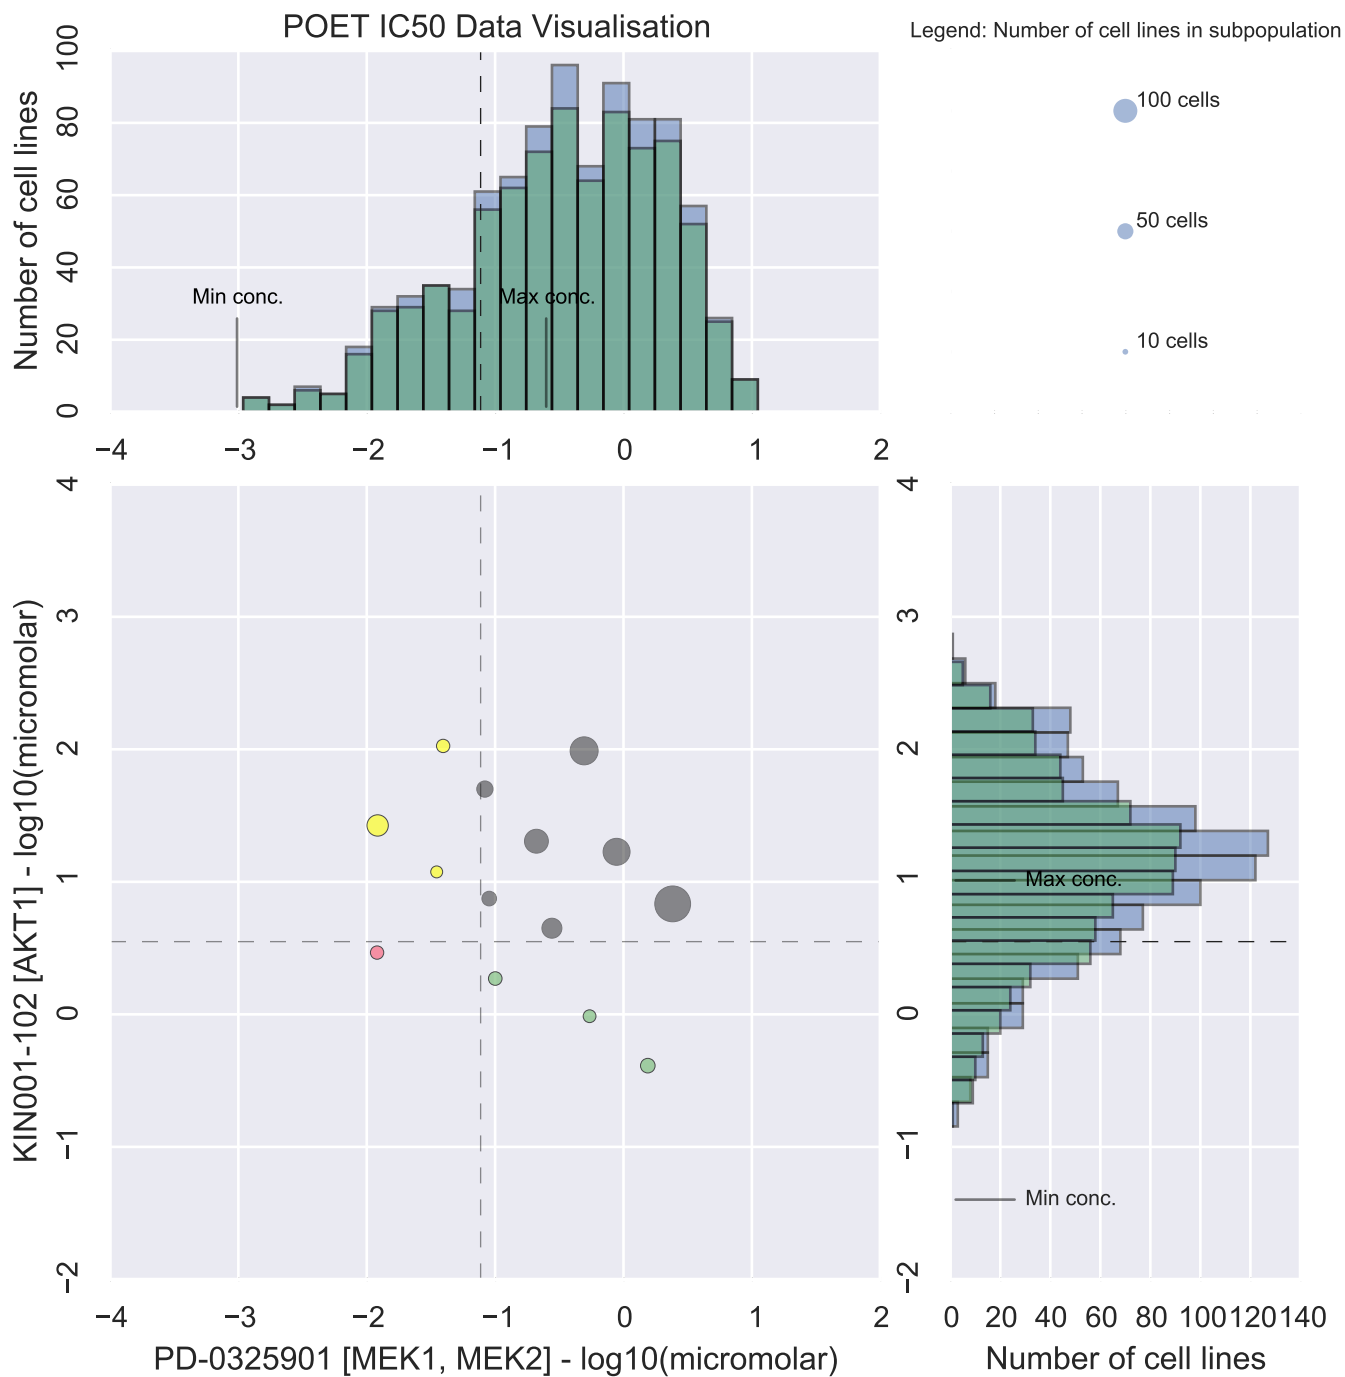 POET IC50 Data Visualisation
Legend: Number of cell lines in subpopulation
100 cells
50 cells
10 cells
Number of cell lines
100
80
60
40
20
0
Min conc.
Max conc.
−4 −3 −2 −1 0 1 2
KIN001-102 [AKT1] - log10(micromolar)
4
3
2
1
0
−1
−2
−4 −3 −2 −1 0 1 2
PD-0325901 [MEK1, MEK2] - log10(micromolar)
4
3
2
1
0
−1
−2
Max conc.
Min conc.
0 20 40 60 80 100 120 140
Number of cell lines